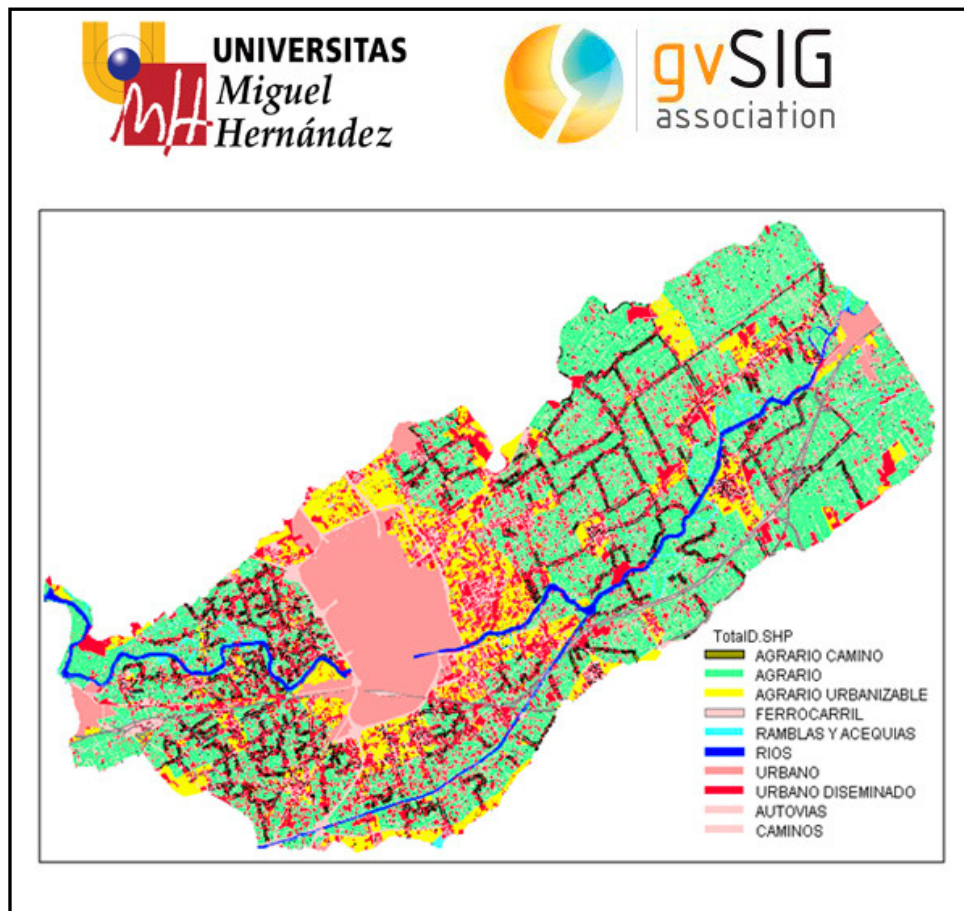 UNIVERSITAS
Miguel
Hernández
UMH
gvSIG
association
TotalD.SHP
AGRARIO CAMINO
AGRARIO
AGRARIO URBANIZABLE
FERROCARRIL
RAMBLAS Y ACEQUIAS
RIOS
URBANO
URBANO DISEMINADO
AUTOVIAS
CAMINOS